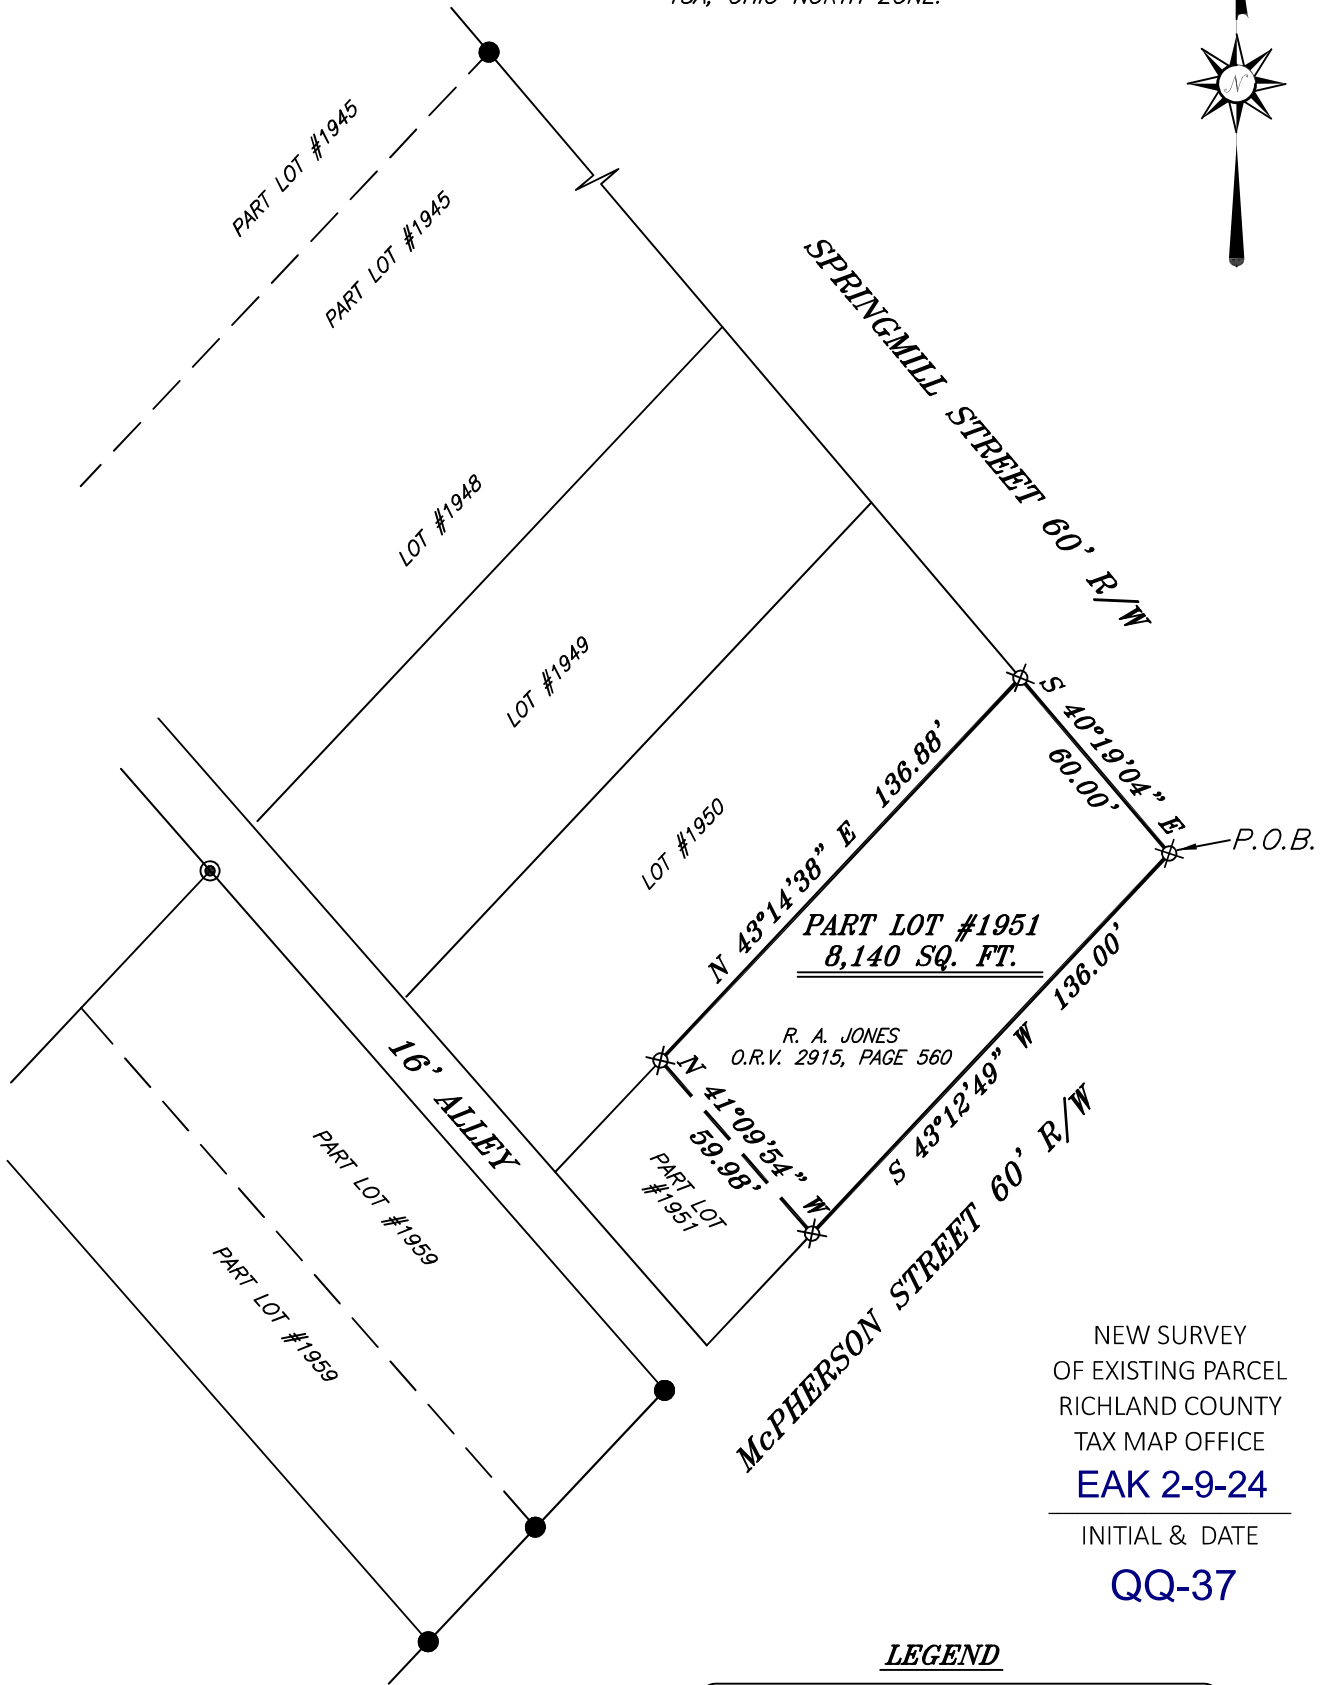 N
PART LOT #1945
PART LOT #1945
SPRINGMILL STREET 60' R/W
LOT #1948
LOT #1949
LOT #1950
S 40°19'04" E
60.00'
P.O.B.
N 43°14'38" E 136.88'
PART LOT #1951
8,140 SQ. FT.
R. A. JONES
O.R.V. 2915, PAGE 560
S 43°12'49" W 136.00'
N 41°09'54" W
59.98'
PART LOT
#1951
16' ALLEY
McPHERSON STREET 60' R/W
PART LOT #1959
PART LOT #1959
NEW SURVEY
OF EXISTING PARCEL
RICHLAND COUNTY
TAX MAP OFFICE
EAK 2-9-24
INITIAL & DATE
QQ-37
LEGEND